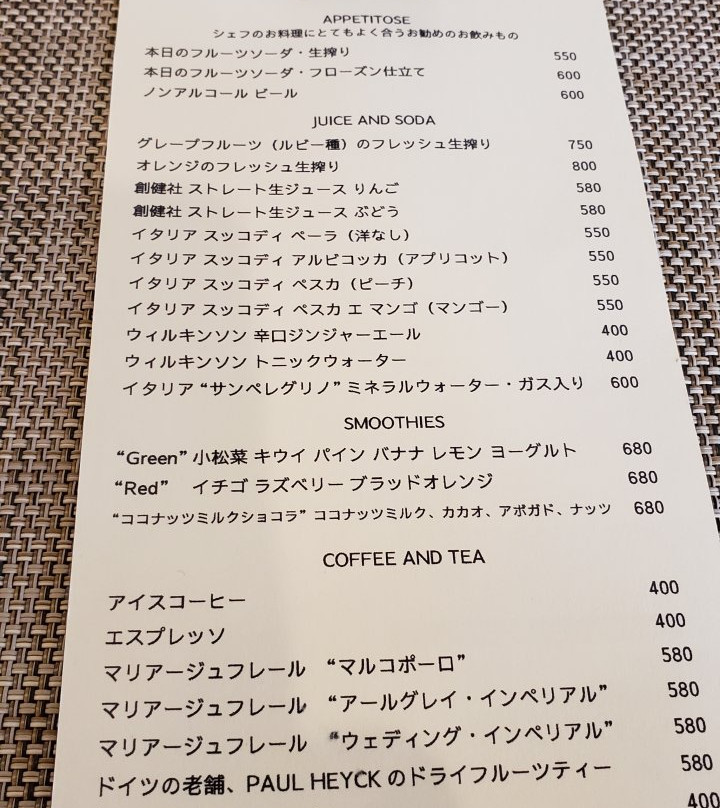 APPETITOSE
シェフのお料理にとてもよく合うお勧めのお飲みもの
本日のフルーツソーダ・生搾り 550
本日のフルーツソーダ・フローズン仕立て 600
ノンアルコール ビール 600
JUICE AND SODA
グレープフルーツ（ルビー種）のフレッシュ生搾り 750
オレンジのフレッシュ生搾り 800
創健社 ストレート生ジュース りんご 580
創健社 ストレート生ジュース ぶどう 580
イタリア スッコディ ペーラ（洋なし） 550
イタリア スッコディ アルビコッカ（アプリコット） 550
イタリア スッコディ ペスカ（ピーチ） 550
イタリア スッコディ ペスカ エ マンゴ（マンゴー） 550
ウィルキンソン 辛口ジンジャーエール 400
ウィルキンソン トニックウォーター 400
イタリア “サンペレグリノ” ミネラルウォーター・ガス入り 600
SMOOTHIES
“Green” 小松菜 キウイ パイン バナナ レモン ヨーグルト 680
“Red” イチゴ ラズベリー ブラッドオレンジ 680
“ココナッツミルクショコラ” ココナッツミルク、カカオ、アボガド、ナッツ 680
COFFEE AND TEA
アイスコーヒー 400
エスプレッソ 400
マリアージュフレール “マルコポーロ” 580
マリアージュフレール “アールグレイ・インペリアル” 580
マリアージュフレール “ウェディング・インペリアル” 580
ドイツの老舗、PAUL HEYCK のドライフルーツティー 580
400